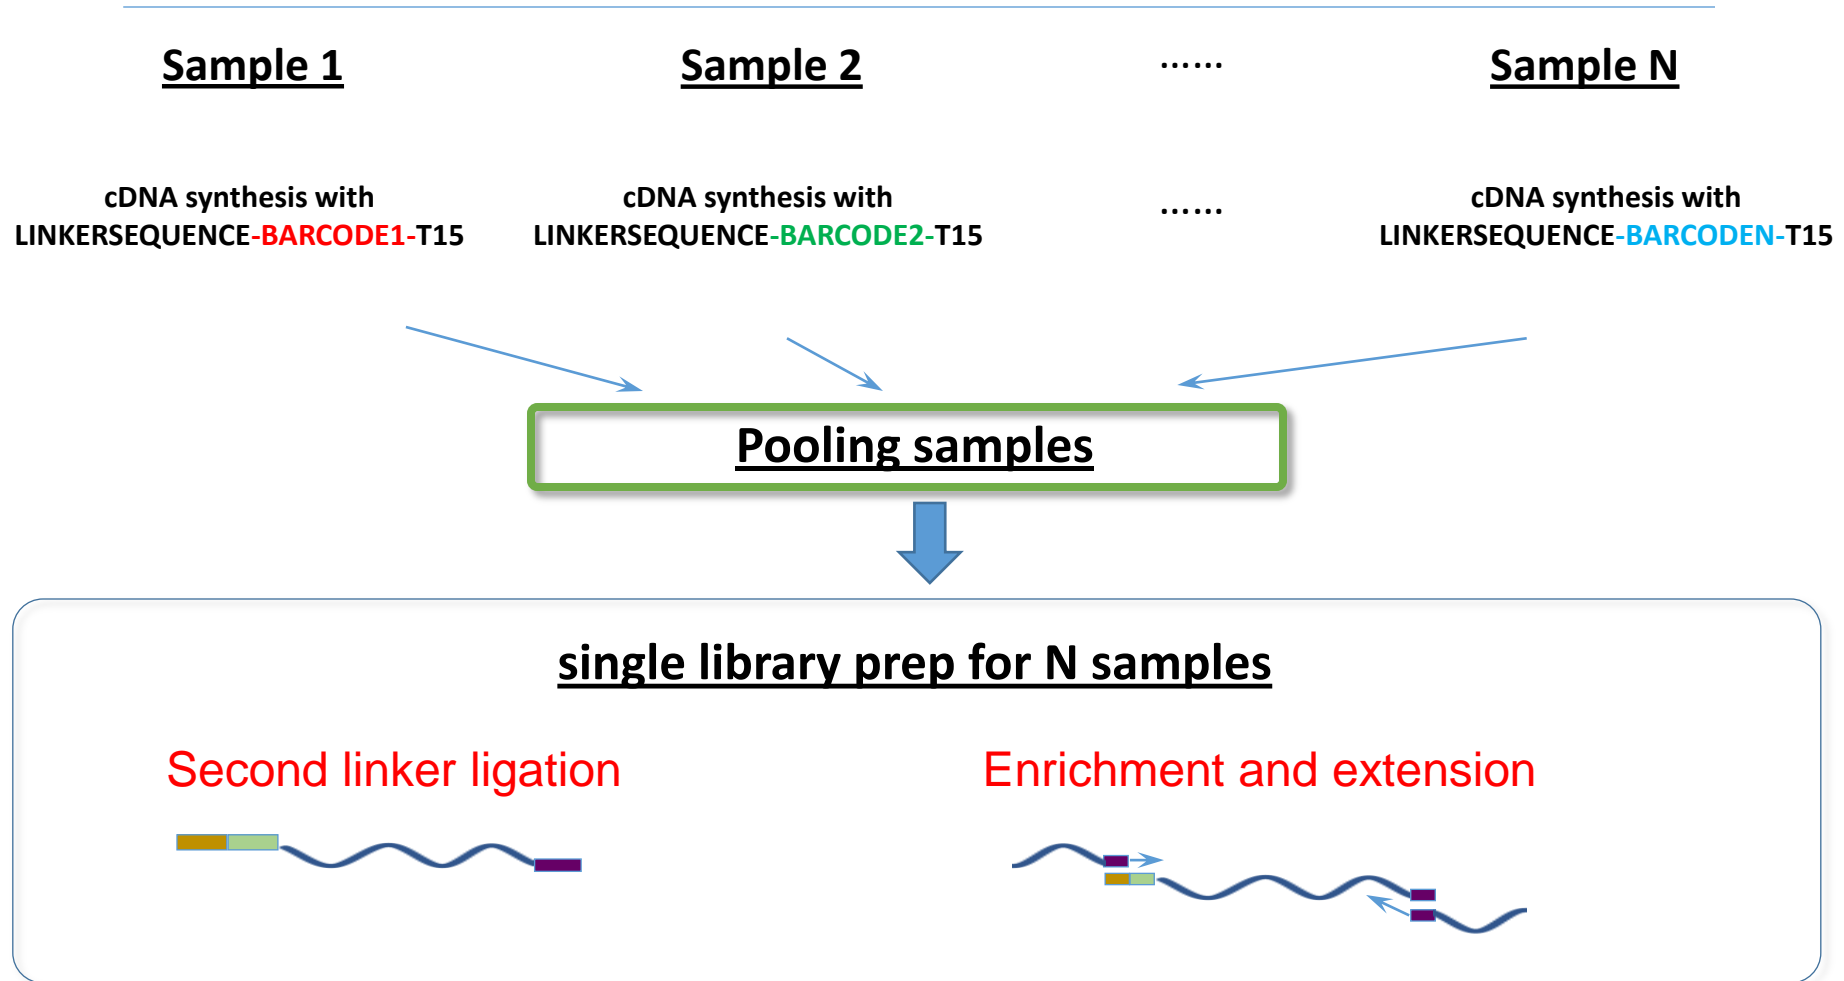 Sample 1
Sample 2
……
Sample N
cDNA synthesis with
LINKERSEQUENCE-BARCODE1-T15
cDNA synthesis with
LINKERSEQUENCE-BARCODE2-T15
……
cDNA synthesis with
LINKERSEQUENCE-BARCODEN-T15
Pooling samples
single library prep for N samples
Second linker ligation
Enrichment and extension